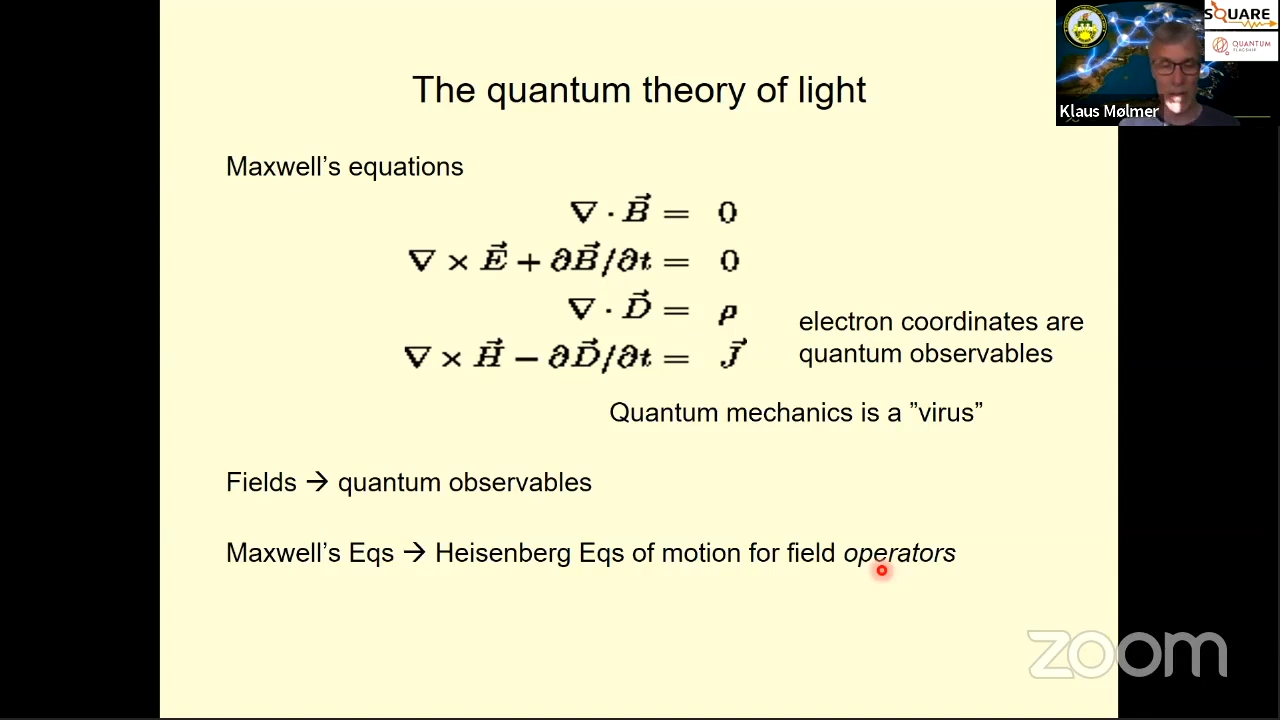 The quantum theory of light
Maxwell’s equations
∇ · B⃗ = 0
∇ × E⃗ + ∂B⃗/∂t = 0
∇ · D⃗ = ρ
∇ × H⃗ − ∂D⃗/∂t = J⃗
electron coordinates are
quantum observables
Quantum mechanics is a ”virus”
Fields → quantum observables
Maxwell’s Eqs → Heisenberg Eqs of motion for field operators
SQUARE
QUANTUM
FLAGSHIP
Klaus Mølmer
zoom